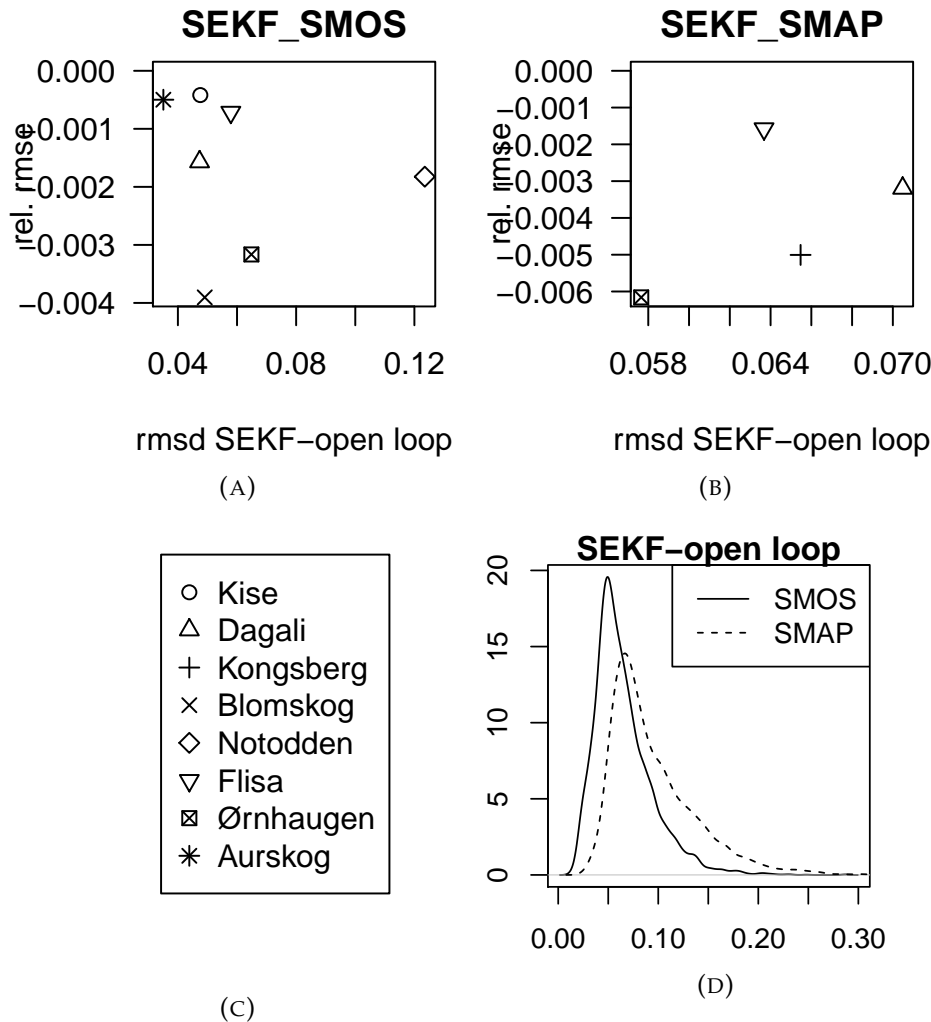 SEKF_SMOS
0.000
−0.001
−0.002
−0.003
−0.004
rel. rmse
0.04
0.08
0.12
rmsd SEKF−open loop
(A)
SEKF_SMAP
0.000
−0.001
−0.002
−0.003
−0.004
−0.005
−0.006
rel. rmse
0.058
0.064
0.070
rmsd SEKF−open loop
(B)
Kise
Dagali
Kongsberg
Blomskog
Notodden
Flisa
Ørnhaugen
Aurskog
(C)
SEKF−open loop
SMOS
SMAP
20
15
10
5
0
0.00
0.10
0.20
0.30
(D)